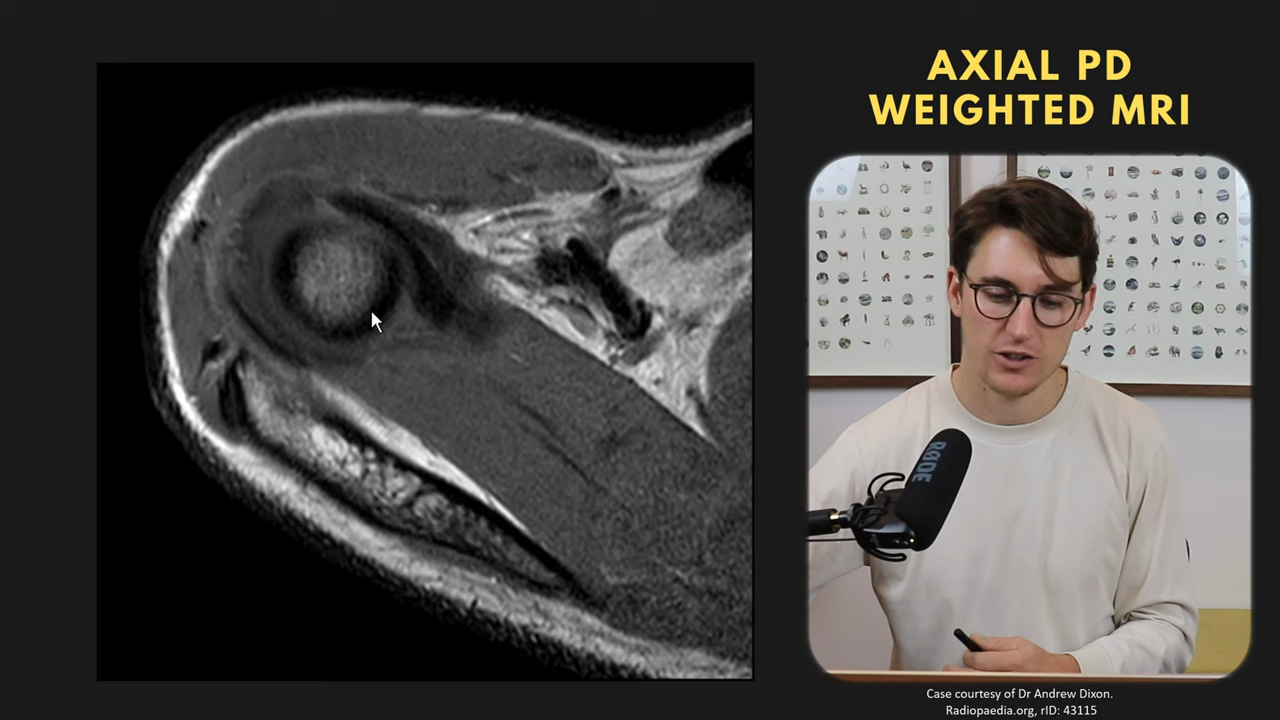 AXIAL PD
WEIGHTED MRI
RØDE
Case courtesy of Dr Andrew Dixon.
Radiopaedia.org, rID: 43115